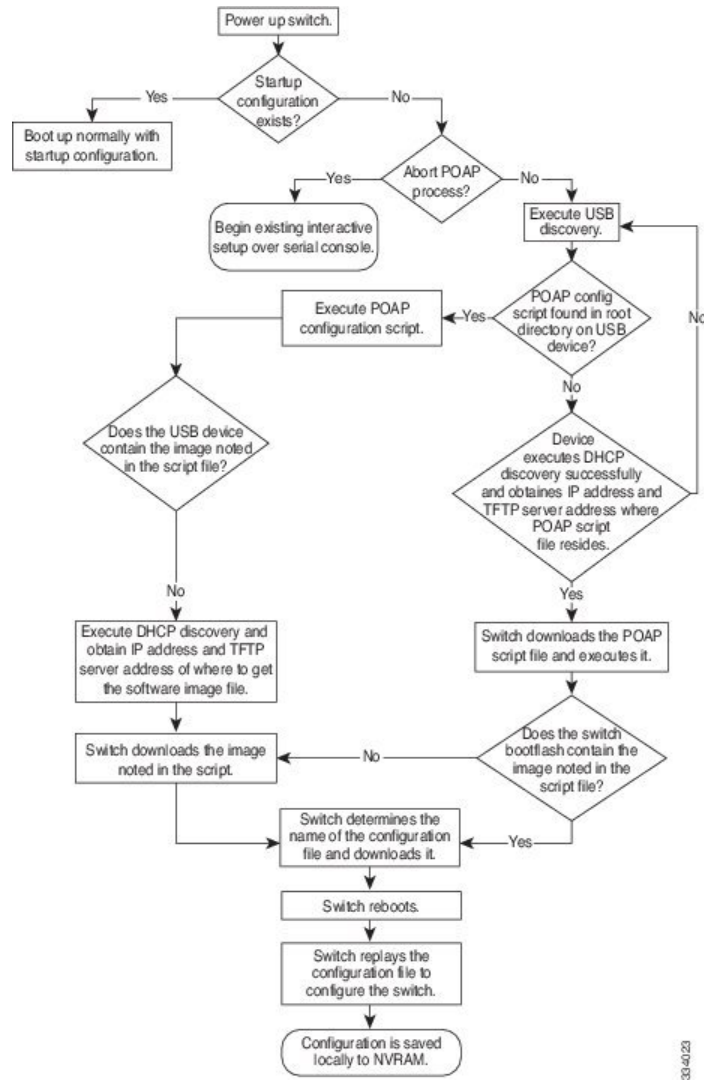 Power up switch.
Startup
configuration
exists?
Yes
No
Boot up normally with
startup configuration.
Abort POAP
process?
Yes
No
Begin existing interactive
setup over serial console.
Execute USB
discovery.
POAP config
script found in root
directory on USB
device?
Yes
No
No
Execute POAP
configuration script.
Does the USB device
contain the image noted
in the script file?
Device
executes DHCP
discovery successfully
and obtaines IP address and
TFTP server address where
POAP script
file resides.
No
Yes
Execute DHCP discovery and
obtain IP address and TFTP
server address of where to get
the software image file.
Switch downloads the POAP
script file and executes it.
Switch downloads the image
noted in the script.
No
Does the switch
bootflash contain the
image noted in the
script file?
Yes
Switch determines the
name of the configuration
file and downloads it.
Switch reboots.
Switch replays the
configuration file to
configure the switch.
Configuration is saved
locally to NVRAM.
334023